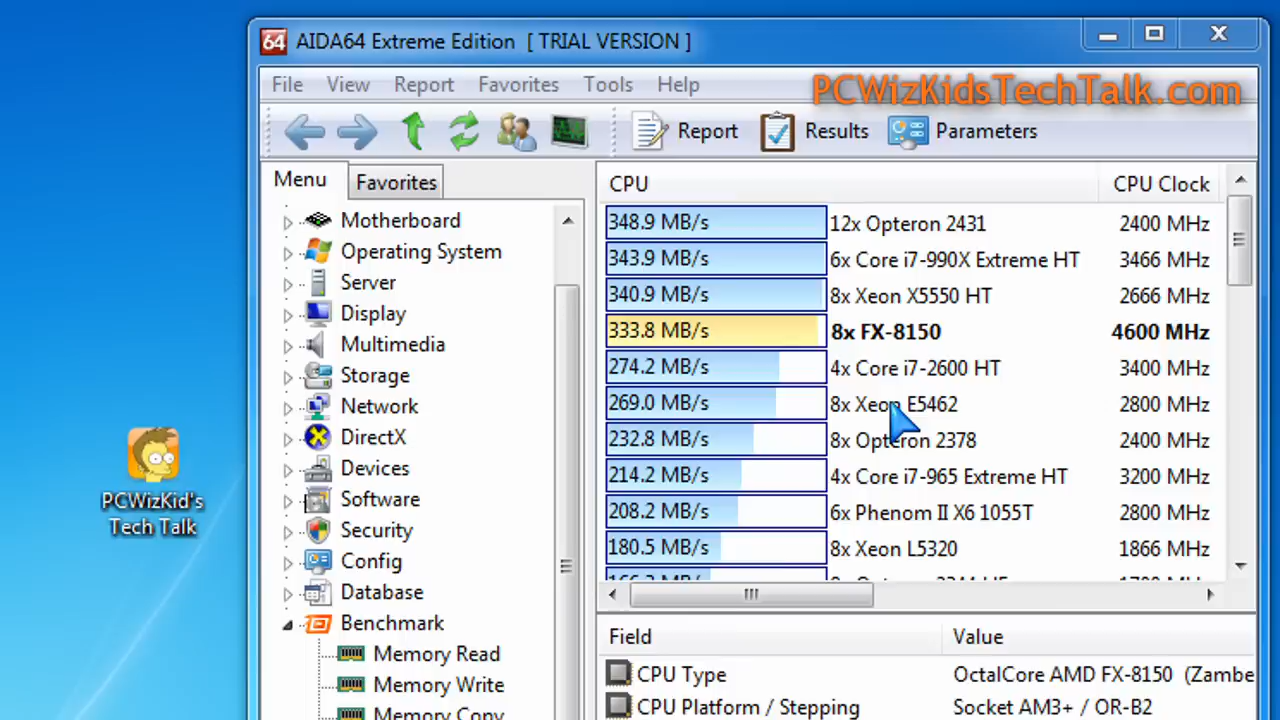 64 AIDA64 Extreme Edition [ TRIAL VERSION ]
File View Report Favorites Tools Help
PCWizKidsTechTalk.com
Report Results Parameters
Menu Favorites
Motherboard
Operating System
Server
Display
Multimedia
Storage
Network
DirectX
Devices
Software
Security
Config
Database
Benchmark
Memory Read
Memory Write
Memory Copy
CPU CPU Clock
348.9 MB/s 12x Opteron 2431 2400 MHz
343.9 MB/s 6x Core i7-990X Extreme HT 3466 MHz
340.9 MB/s 8x Xeon X5550 HT 2666 MHz
333.8 MB/s 8x FX-8150 4600 MHz
274.2 MB/s 4x Core i7-2600 HT 3400 MHz
269.0 MB/s 8x Xeon E5462 2800 MHz
232.8 MB/s 8x Opteron 2378 2400 MHz
214.2 MB/s 4x Core i7-965 Extreme HT 3200 MHz
208.2 MB/s 6x Phenom II X6 1055T 2800 MHz
180.5 MB/s 8x Xeon L5320 1866 MHz
Field Value
CPU Type OctalCore AMD FX-8150 (Zambe
CPU Platform / Stepping Socket AM3+ / OR-B2
PCWizKid's
Tech Talk